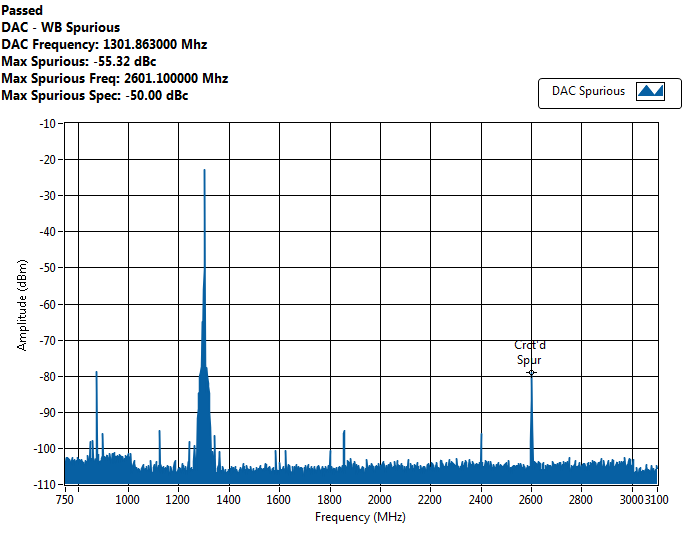 Passed
DAC - WB Spurious
DAC Frequency: 1301.863000 Mhz
Max Spurious: -55.32 dBc
Max Spurious Freq: 2601.100000 Mhz
Max Spurious Spec: -50.00 dBc
DAC Spurious
-10
-20
-30
-40
-50
-60
-70
-80
-90
-100
-110
Amplitude (dBm)
Crct'd
Spur
750 1000 1200 1400 1600 1800 2000 2200 2400 2600 2800 3000 3100
Frequency (MHz)